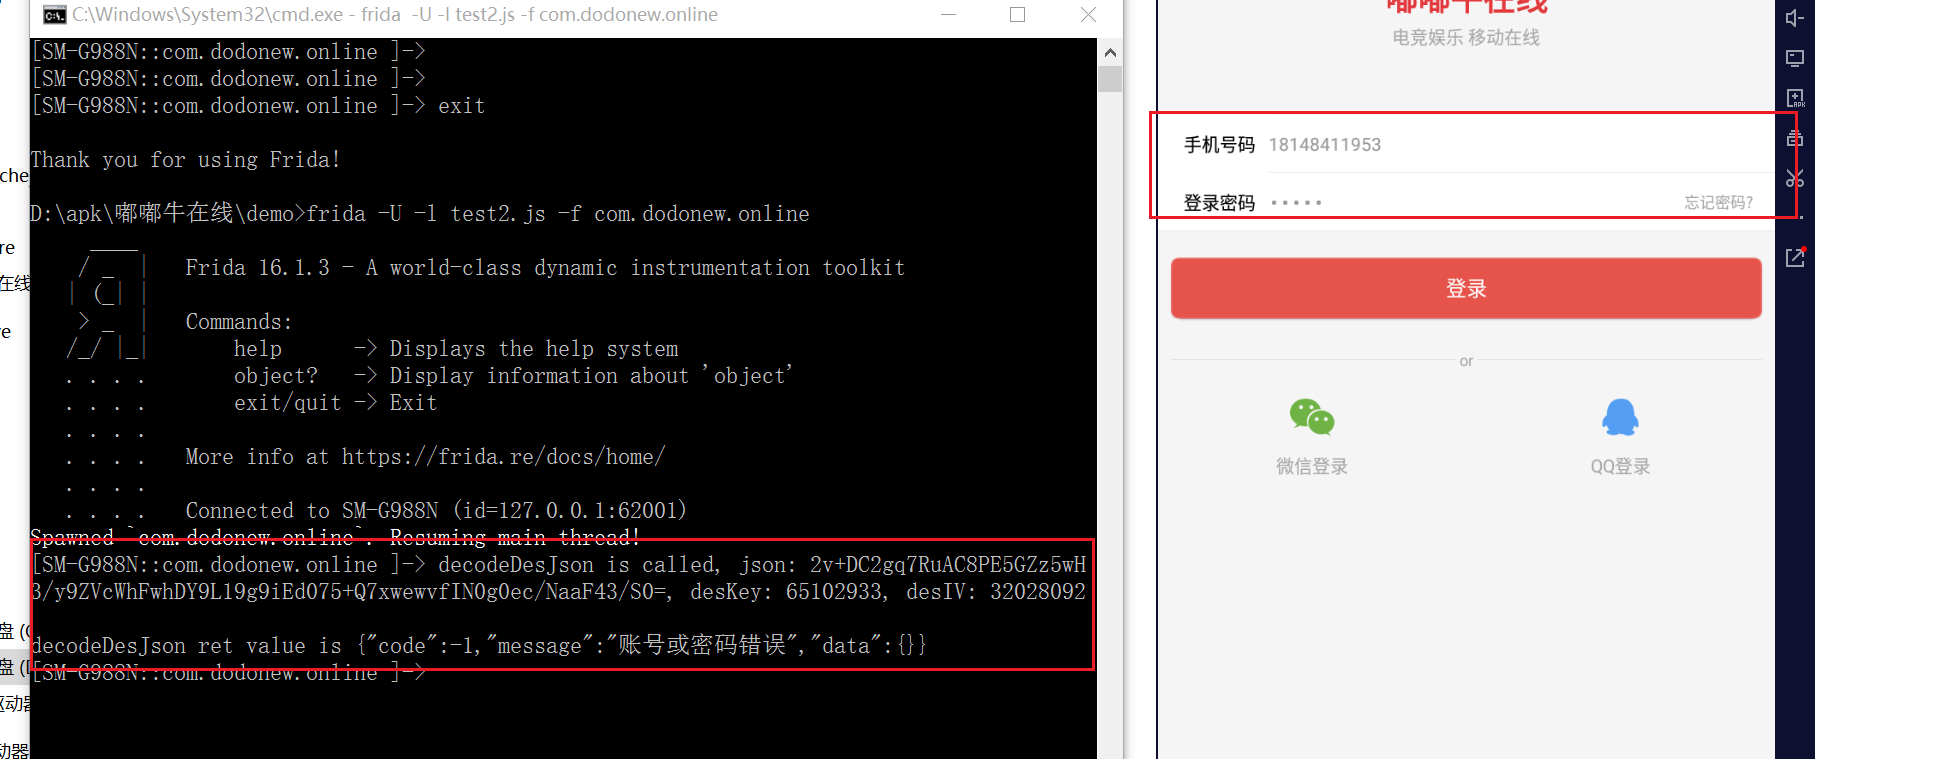 C:\Windows\System32\cmd.exe - frida  -U -l test2.js -f com.dodonew.online
[SM-G988N::com.dodonew.online ]->
[SM-G988N::com.dodonew.online ]->
[SM-G988N::com.dodonew.online ]-> exit
Thank you for using Frida!
D:\apk\嘟嘟牛在线\demo>frida -U -l test2.js -f com.dodonew.online
Frida 16.1.3 - A world-class dynamic instrumentation toolkit
Commands:
help      -> Displays the help system
object?   -> Display information about 'object'
exit/quit -> Exit
More info at https://frida.re/docs/home/
Connected to SM-G988N (id=127.0.0.1:62001)
Spawned `com.dodonew.online`. Resuming main thread!
[SM-G988N::com.dodonew.online ]-> decodeDesJson is called, json: 2v+DC2gq7RuAC8PE5GZz5wH
3/y9ZVcWhFwhDY9L19g9iEd075+Q7xwewvfIN0g0ec/NaaF43/S0=, desKey: 65102933, desIV: 32028092
decodeDesJson ret value is {"code":-1,"message":"账号或密码错误","data":{}}
[SM-G988N::com.dodonew.online ]->
che
re
在线
re
盘 (
盘 (
驱动器
动器
嘟嘟牛在线
电竞娱乐 移动在线
手机号码 18148411953
登录密码 •••••
忘记密码?
登录
or
微信登录
QQ登录
APK